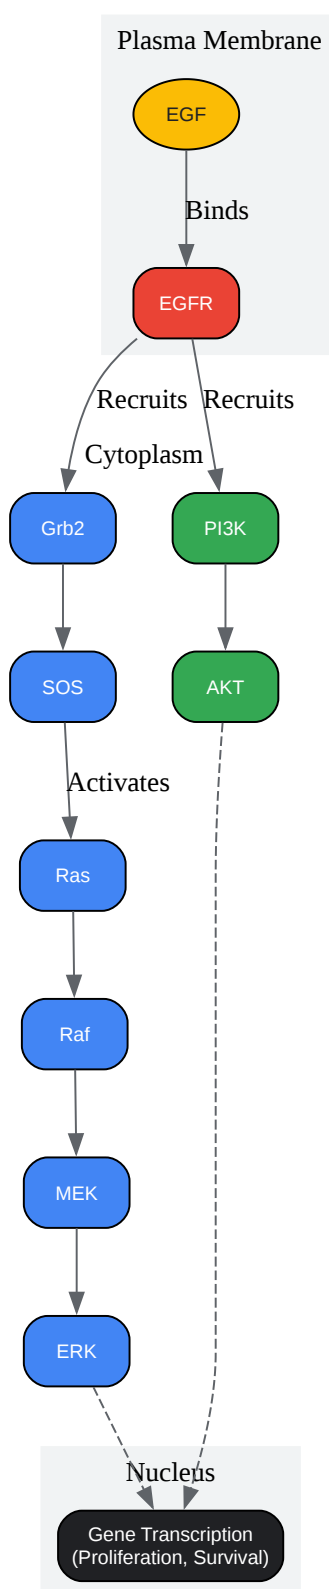 Plasma Membrane
EGF
Binds
EGFR
Recruits
Recruits
Cytoplasm
Grb2
PI3K
SOS
AKT
Activates
Ras
Raf
MEK
ERK
Nucleus
Gene Transcription
(Proliferation, Survival)